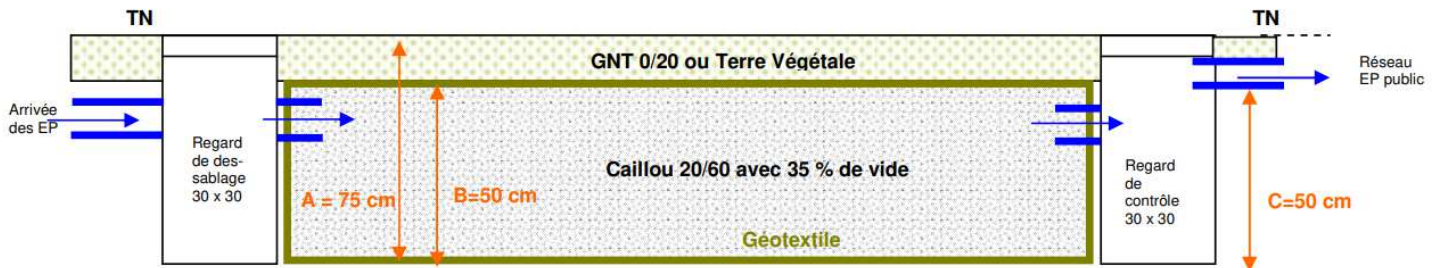 TN
TN
GNT 0/20 ou Terre Végétale
Réseau
EP public
Arrivée
des EP
Regard
de des-
sablage
30 x 30
Caillou 20/60 avec 35 % de vide
Regard
de
contrôle
30 x 30
A = 75 cm
B=50 cm
C=50 cm
Géotextile